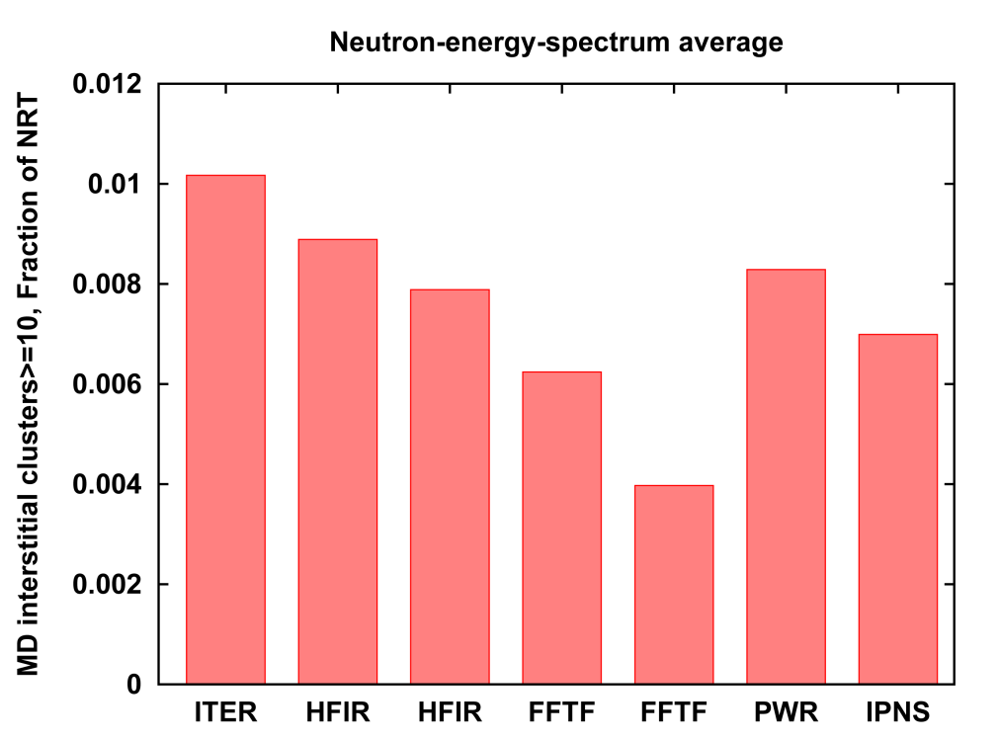 Neutron-energy-spectrum average
MD interstitial clusters>=10, Fraction of NRT
0.012
0.01
0.008
0.006
0.004
0.002
0
ITER HFIR HFIR FFTF FFTF PWR IPNS